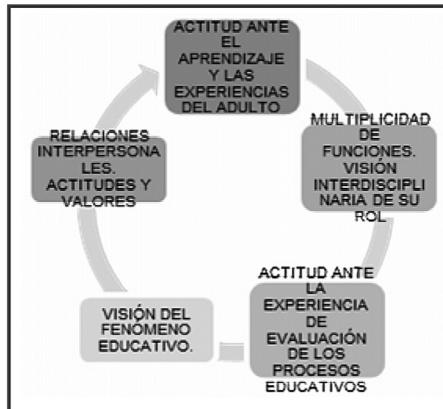 ACTITUD ANTE
EL
APRENDIZAJE
Y LAS
EXPERIENCIAS
DEL ADULTO
MULTIPLICIDAD
DE
FUNCIONES.
VISIÓN
INTERDISCIPLI
NARIA DE SU
ROL
ACTITUD ANTE
LA
EXPERIENCIA
DE
EVALUACIÓN
DE LOS
PROCESOS
EDUCATIVOS
VISIÓN DEL
FENÓMENO
EDUCATIVO.
RELACIONES
INTERPERSONA
LES.
ACTITUDES Y
VALORES